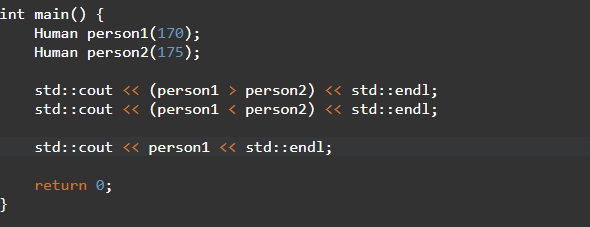 int main() {
    Human person1(170);
    Human person2(175);
    std::cout << (person1 > person2) << std::endl;
    std::cout << (person1 < person2) << std::endl;
    std::cout << person1 << std::endl;
    return 0;
}